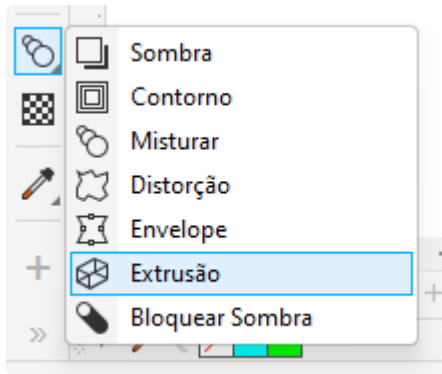 Sombra
Contorno
Misturar
Distorção
Envelope
Extrusão
Bloquear Sombra